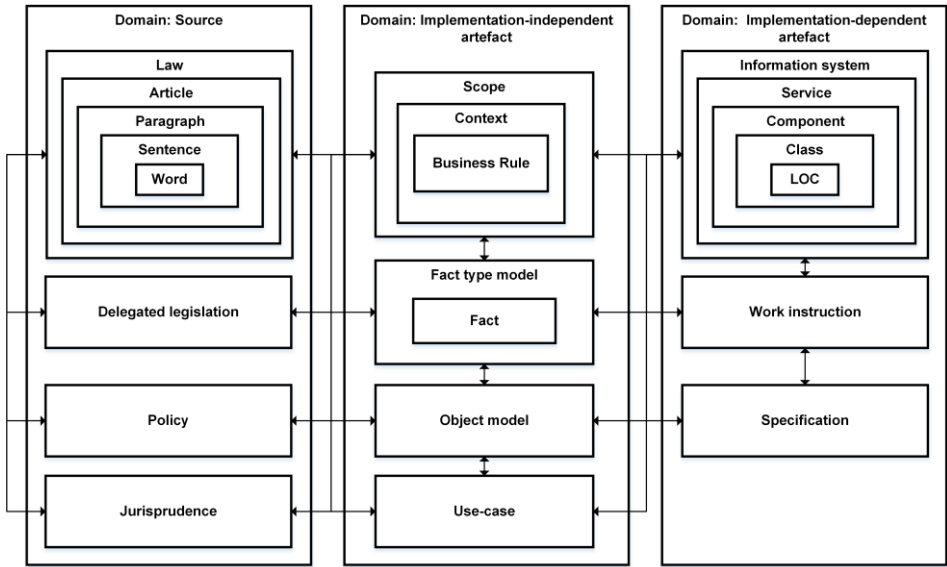 Domain: Source
Law
Article
Paragraph
Sentence
Word
Delegated legislation
Policy
Jurisprudence
Domain: Implementation-independent
artefact
Scope
Context
Business Rule
Fact type model
Fact
Object model
Use-case
Domain: Implementation-dependent
artefact
Information system
Service
Component
Class
LOC
Work instruction
Specification